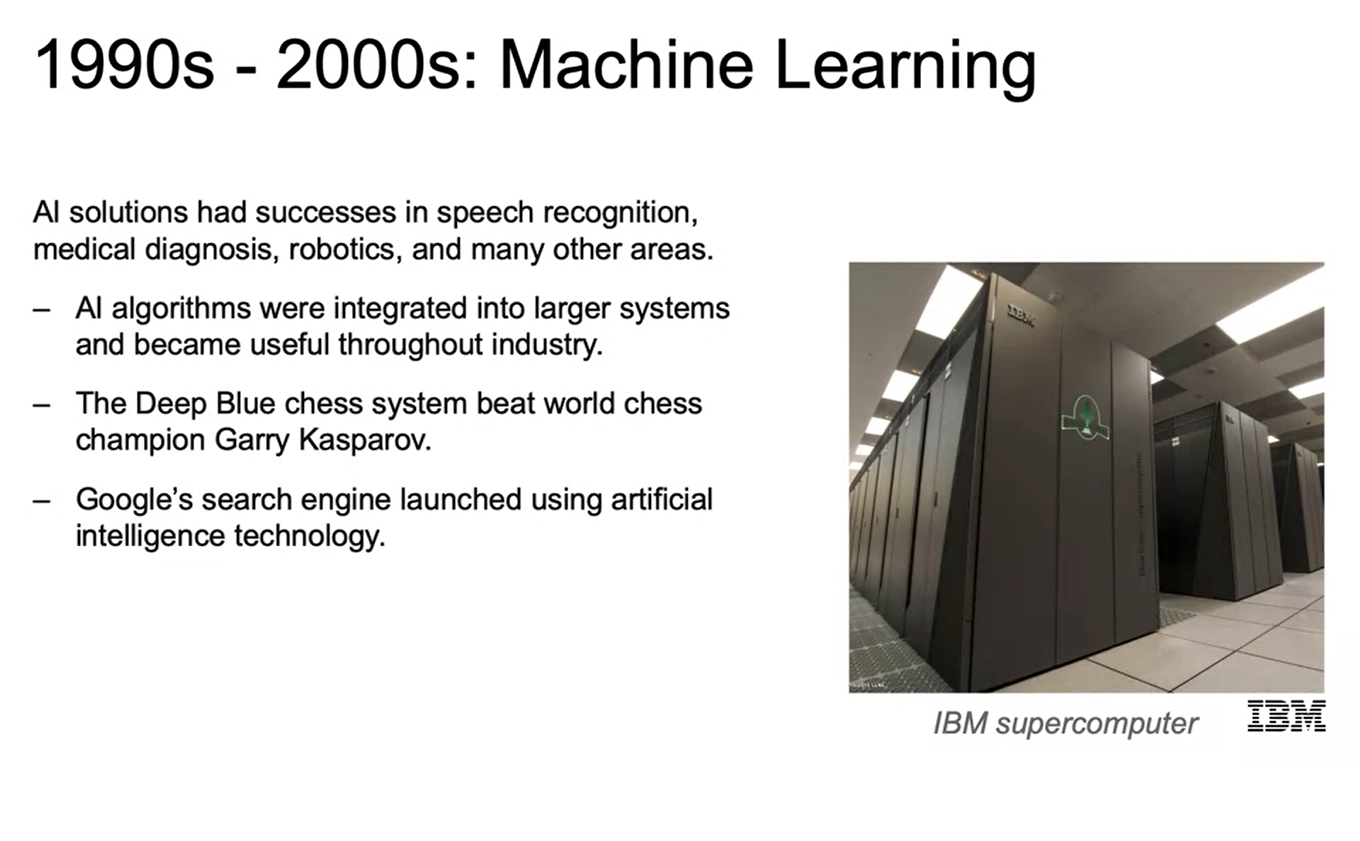 1990s - 2000s: Machine Learning
AI solutions had successes in speech recognition,
medical diagnosis, robotics, and many other areas.
– AI algorithms were integrated into larger systems
and became useful throughout industry.
– The Deep Blue chess system beat world chess
champion Garry Kasparov.
– Google’s search engine launched using artificial
intelligence technology.
IBM
IBM supercomputer
IBM